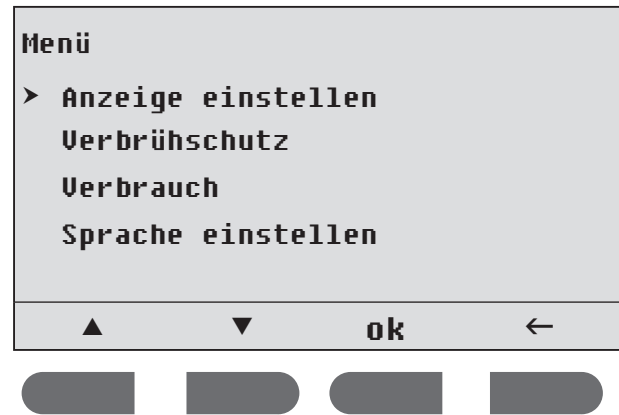 Menü
➤ Anzeige einstellen
Verbrühschutz
Verbrauch
Sprache einstellen
▲ ▼ ok ←